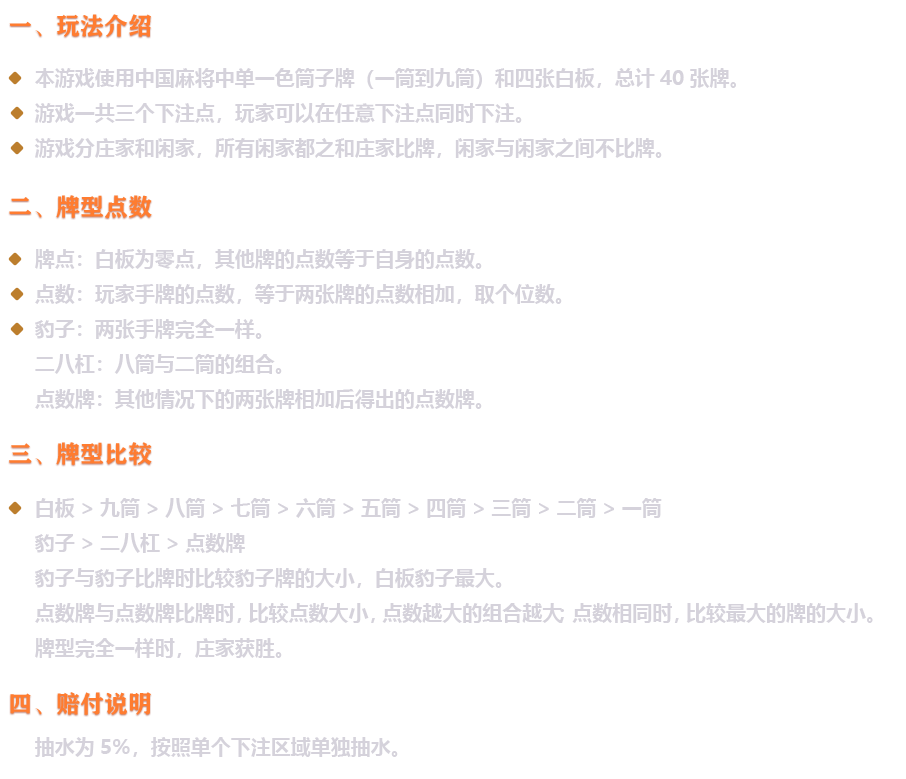 一、玩法介绍
本游戏使用中国麻将中单一色筒子牌（一筒到九筒）和四张白板，总计 40 张牌。
游戏一共三个下注点，玩家可以在任意下注点同时下注。
游戏分庄家和闲家，所有闲家都之和庄家比牌，闲家与闲家之间不比牌。
二、牌型点数
牌点：白板为零点，其他牌的点数等于自身的点数。
点数：玩家手牌的点数，等于两张牌的点数相加，取个位数。
豹子：两张手牌完全一样。
二八杠：八筒与二筒的组合。
点数牌：其他情况下的两张牌相加后得出的点数牌。
三、牌型比较
白板 > 九筒 > 八筒 > 七筒 > 六筒 > 五筒 > 四筒 > 三筒 > 二筒 > 一筒
豹子 > 二八杠 > 点数牌
豹子与豹子比牌时比较豹子牌的大小，白板豹子最大。
点数牌与点数牌比牌时，比较点数大小，点数越大的组合越大；点数相同时，比较最大的牌的大小。
牌型完全一样时，庄家获胜。
四、赔付说明
抽水为 5%，按照单个下注区域单独抽水。